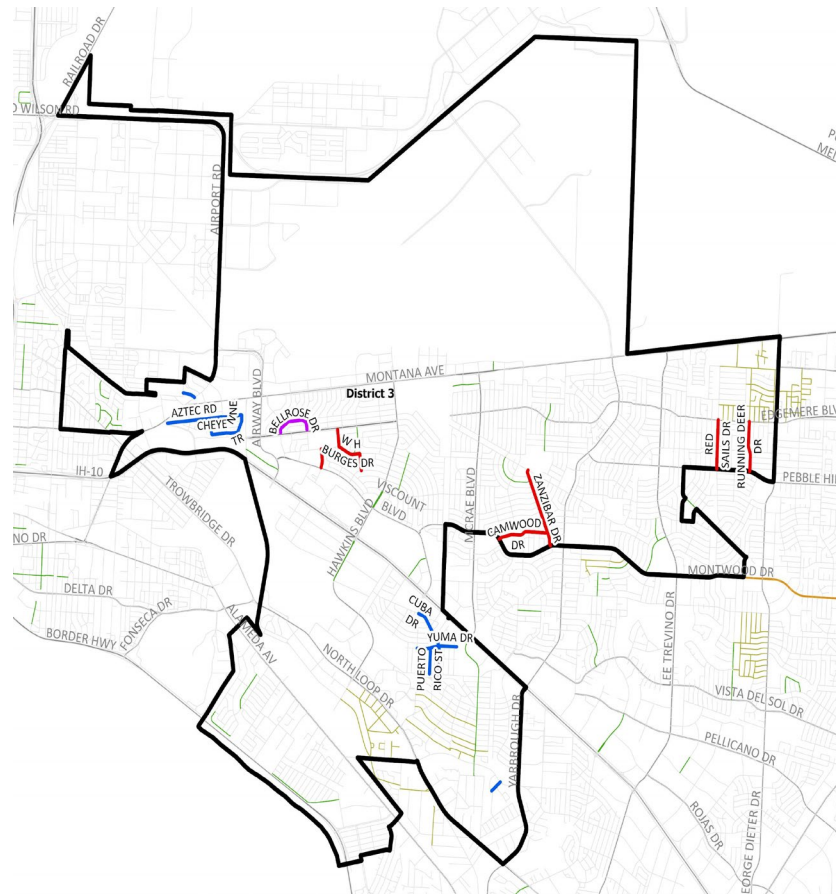 RAILROAD DR
WILSON RD
AIRPORT RD
MONTANA AVE
District 3
AIRWAY BLVD
AZTEC RD
CHEYENNE
TR
BELLROSE
DR
W H
BURGES DR
EDGEMERE
RED
SAILS DR
RUNNING DEER
DR
IH-10
PEBBLE
VISCOUNT
BLVD
HAWKINS BLVD
MCRAE BLVD
ZANZIBAR DR
CAMWOOD
DR
TROWBRIDGE DR
MONTWOOD DR
DELTA DR
FONSECA DR
ALAMEDA AV
BORDER HWY
CUBA
DR
YUMA DR
PUERTO
RICO ST
NORTH LOOP DR
LEE TREVINO DR
VISTA DEL SOL DR
YARBROUGH DR
PELLICANO DR
ROJAS DR
EORGE DIETER DR